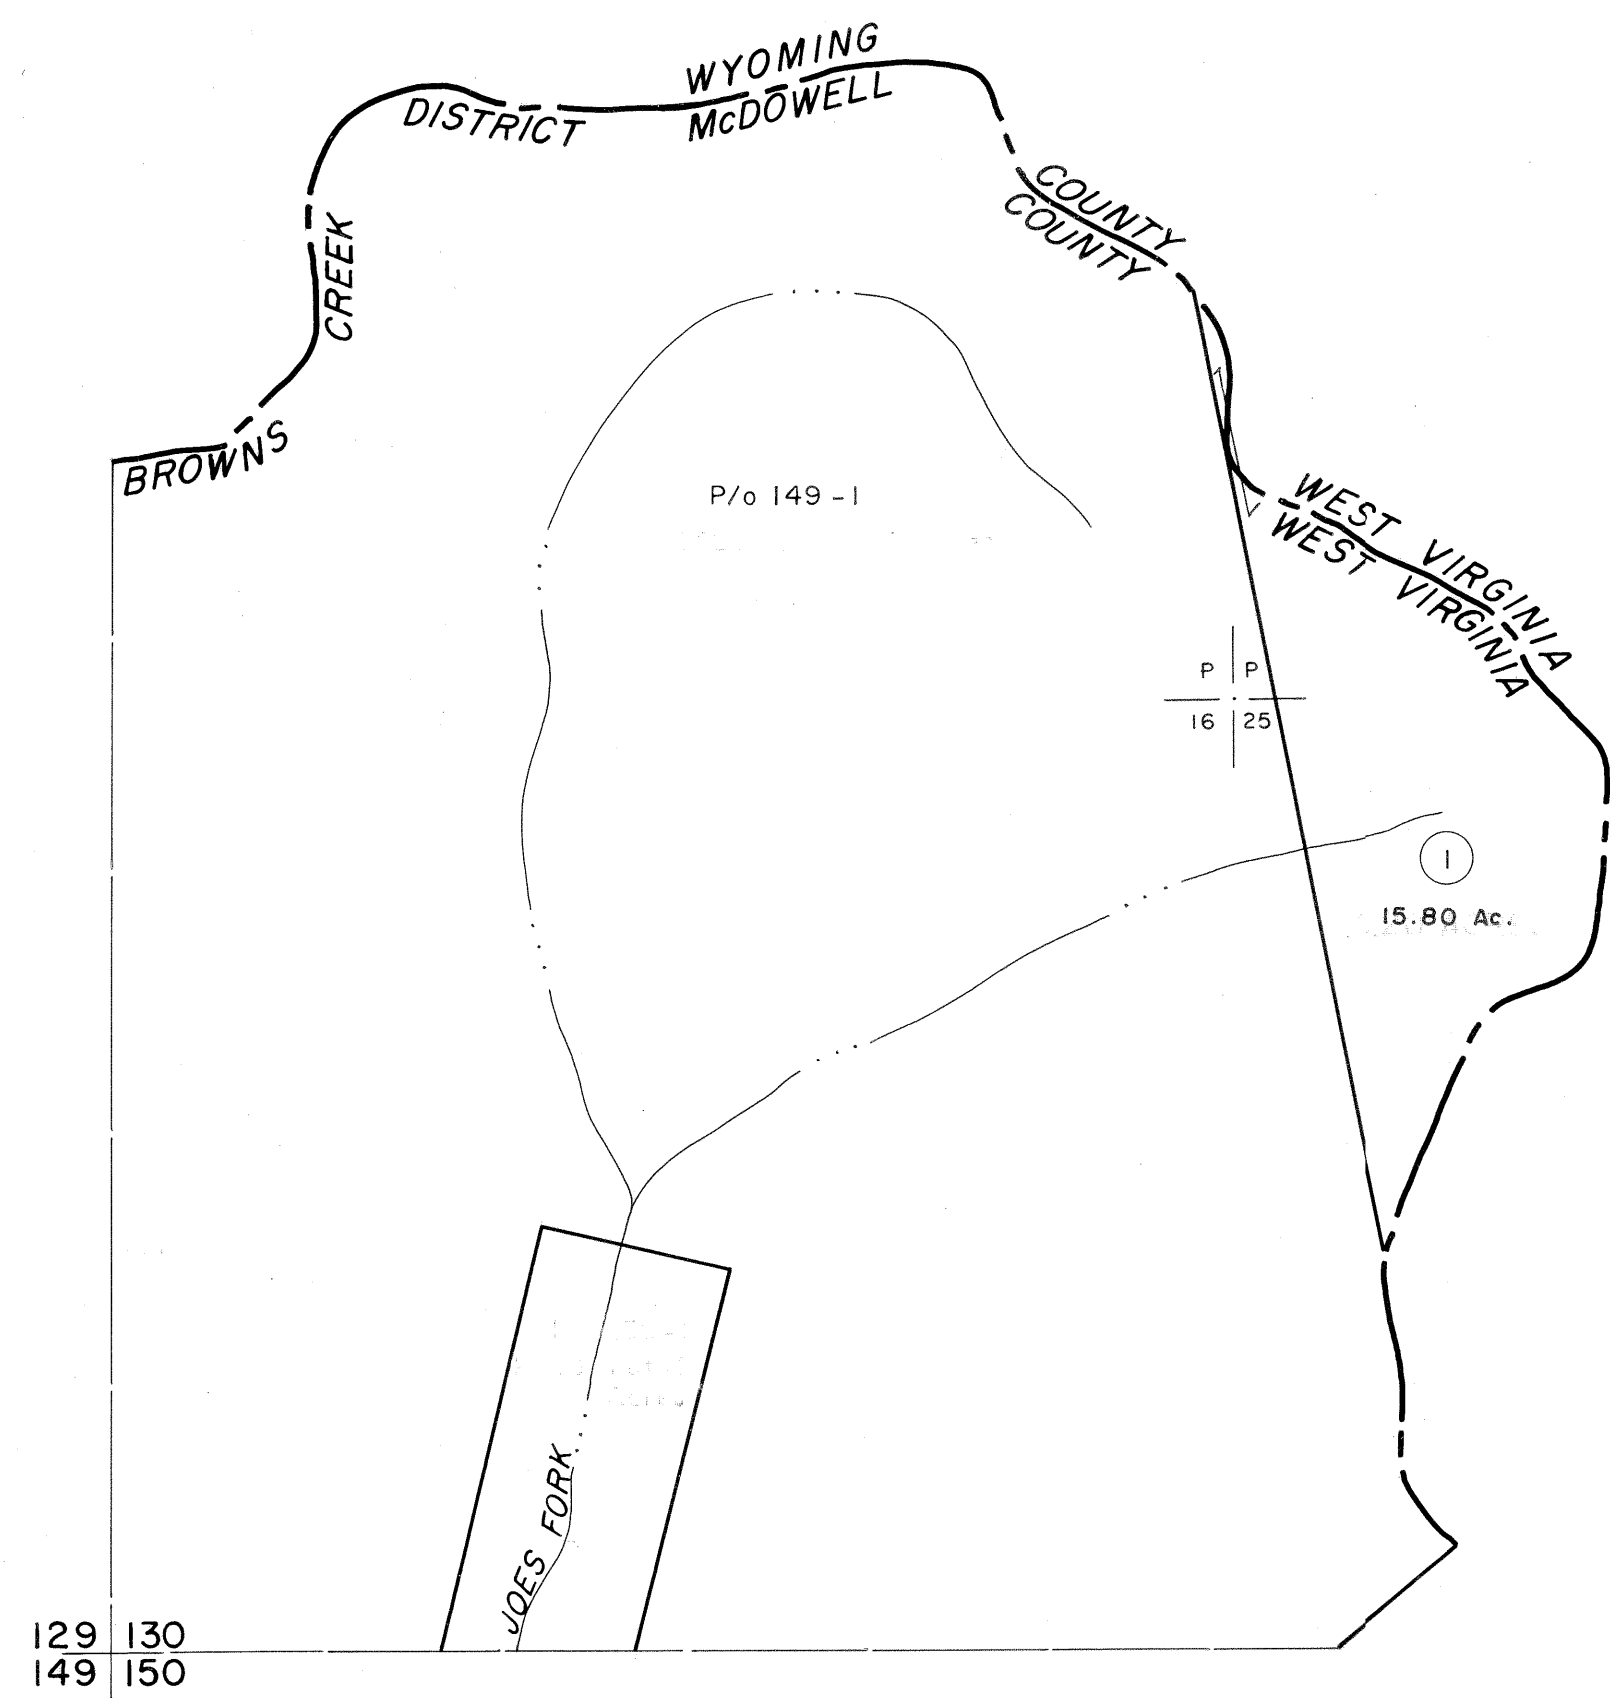 WYOMING
McDOWELL
DISTRICT
COUNTY
COUNTY
CREEK
BROWNS
P/o 149-1
WEST VIRGINIA
WEST VIRGINIA
P P
16 25
1
15.80 Ac.
JOES FORK
129 130
149 150